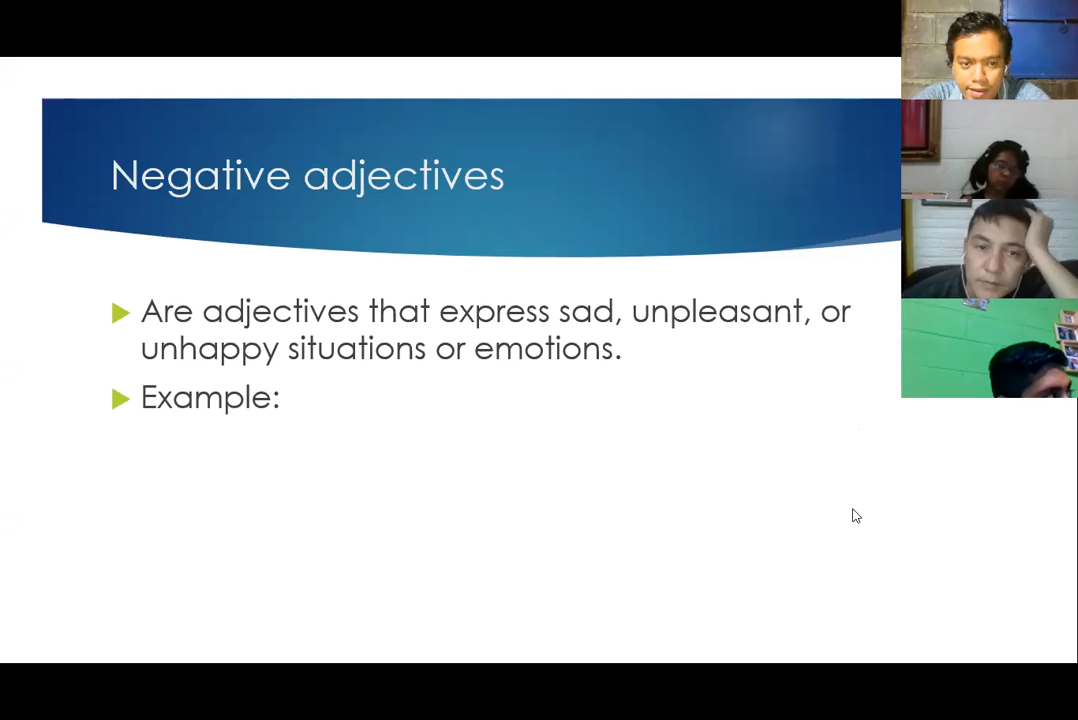 Negative adjectives
Are adjectives that express sad, unpleasant, or
unhappy situations or emotions.
Example: